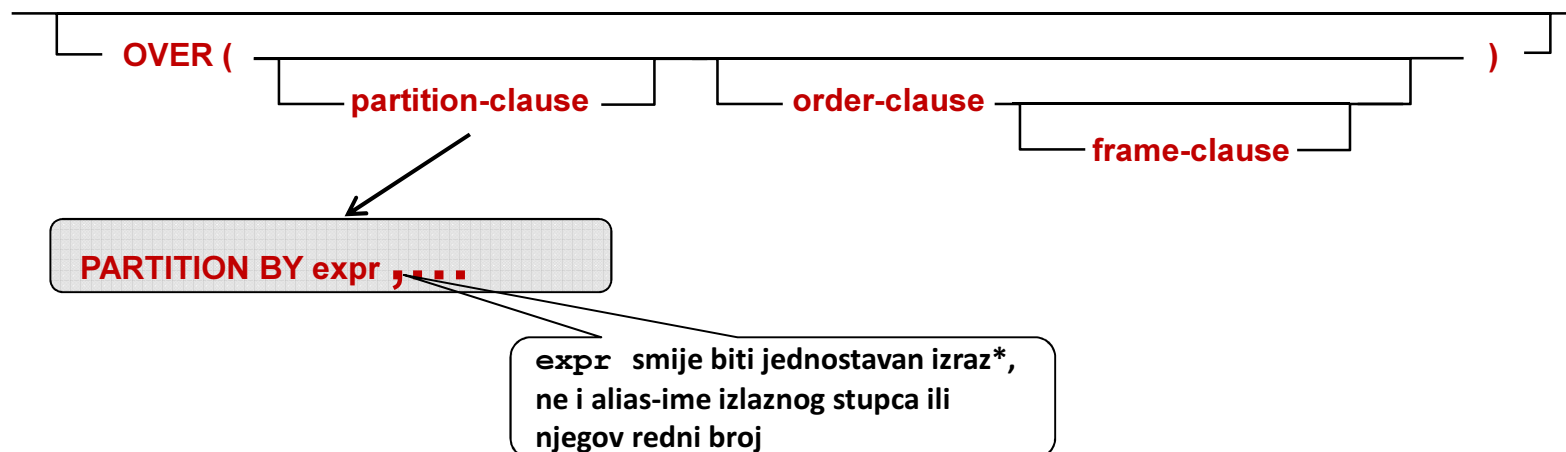 OVER ( )
partition-clause order-clause
frame-clause
PARTITION BY expr ,...
expr smije biti jednostavan izraz*,
ne i alias-ime izlaznog stupca ili
njegov redni broj